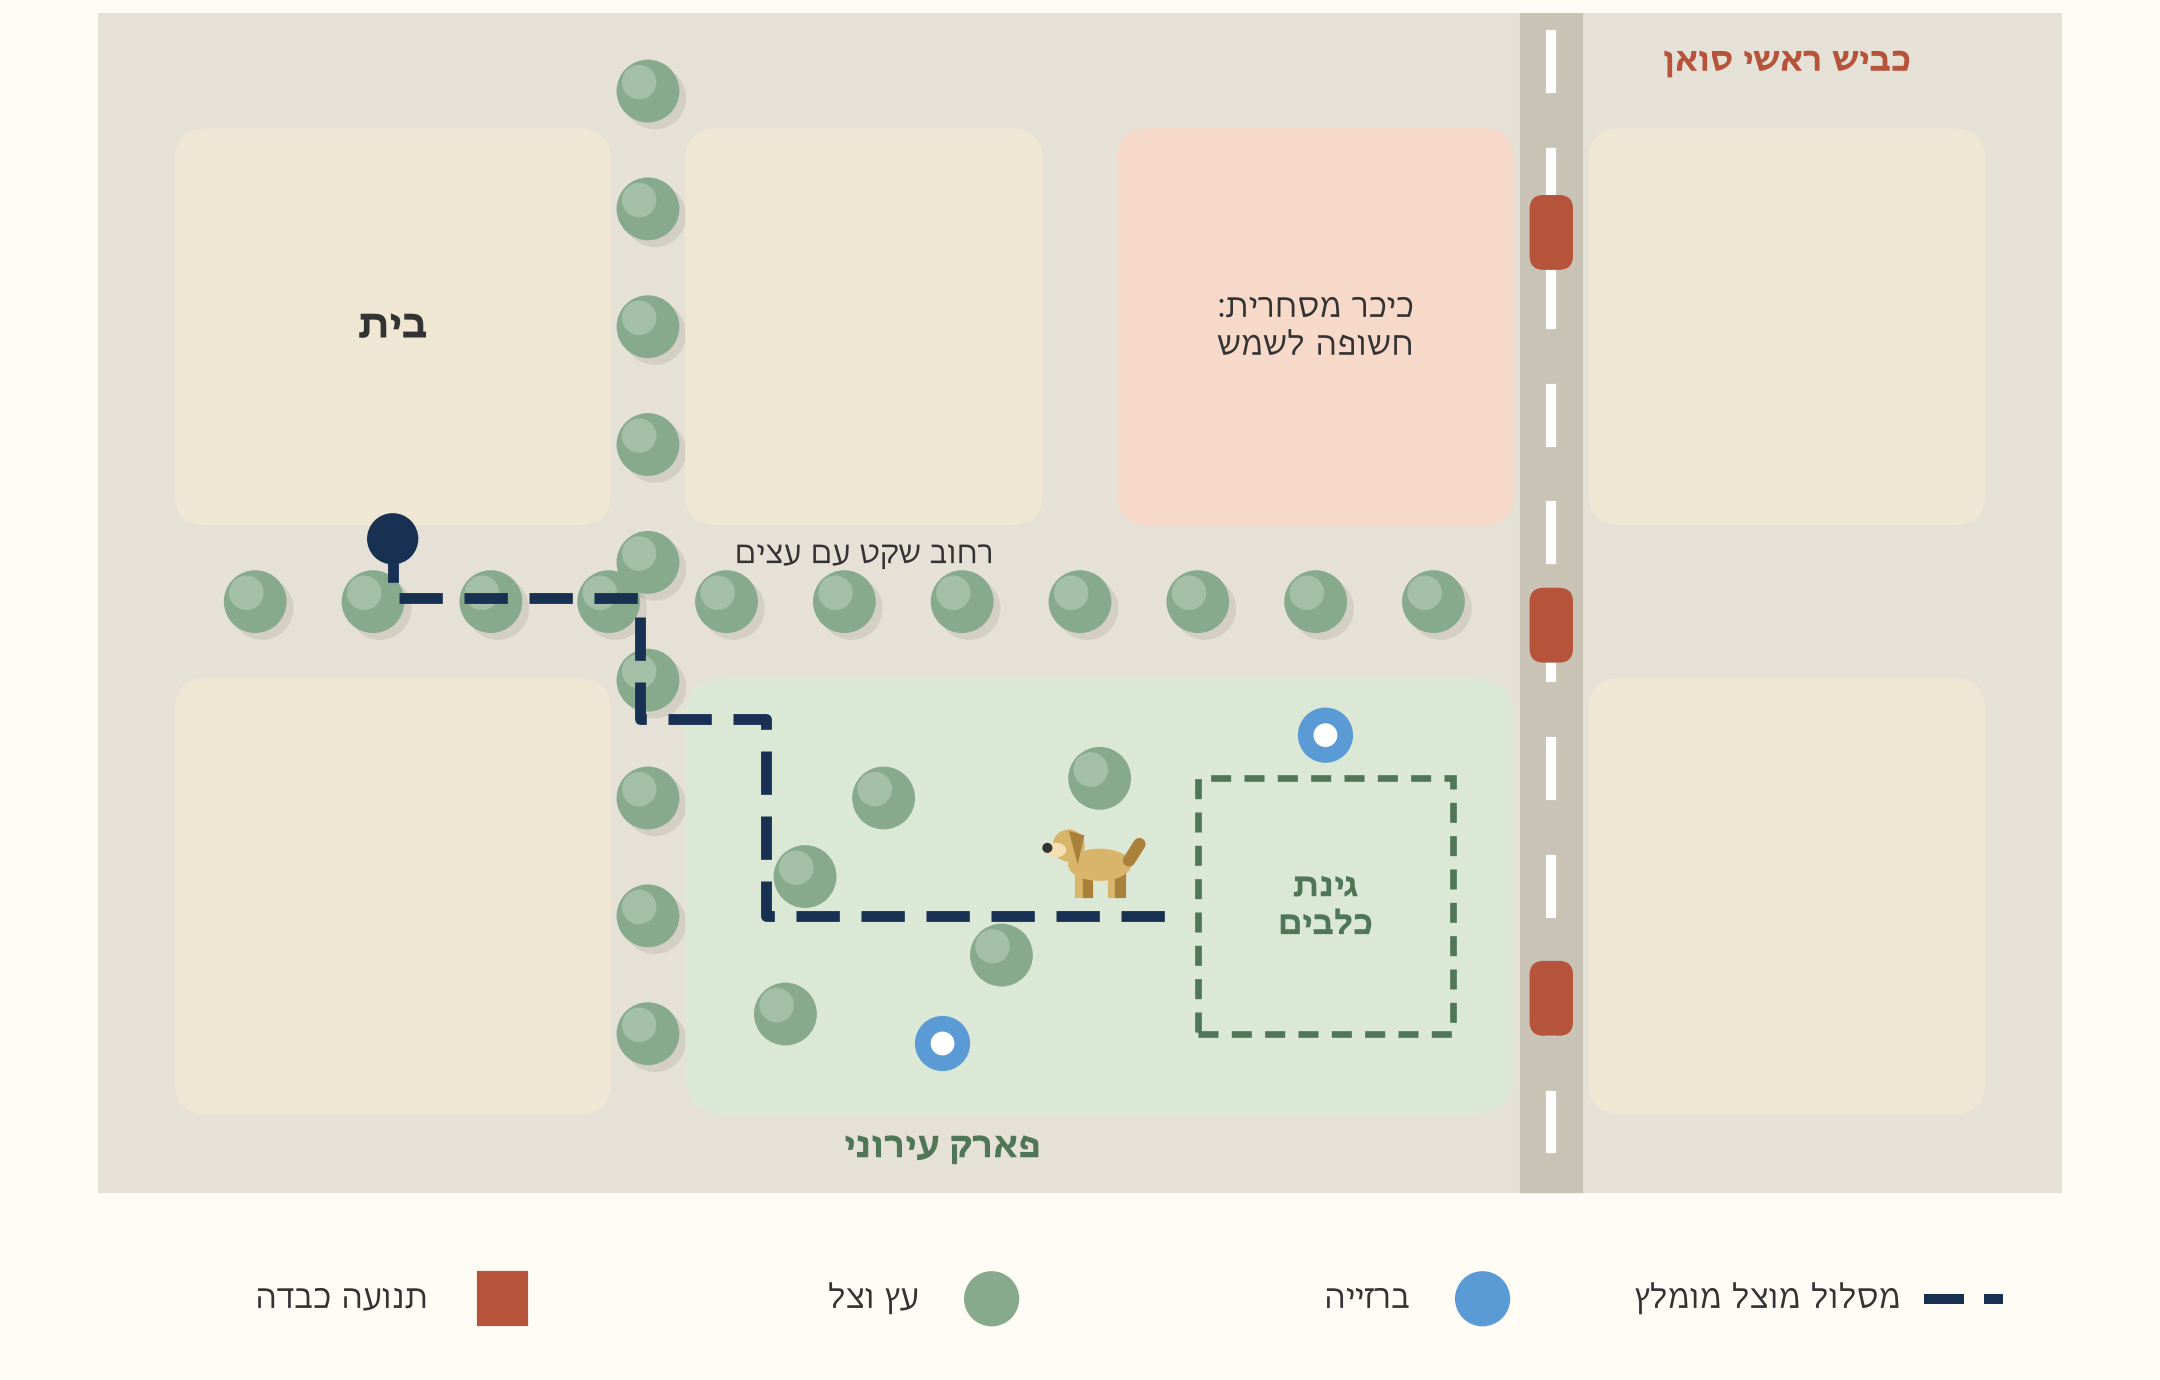 כביש ראשי סואן
בית
כיכר מסחרית:
חשופה לשמש
רחוב שקט עם עצים
גינת
כלבים
פארק עירוני
מסלול מוצל מומלץ
ברזייה
עץ וצל
תנועה כבדה